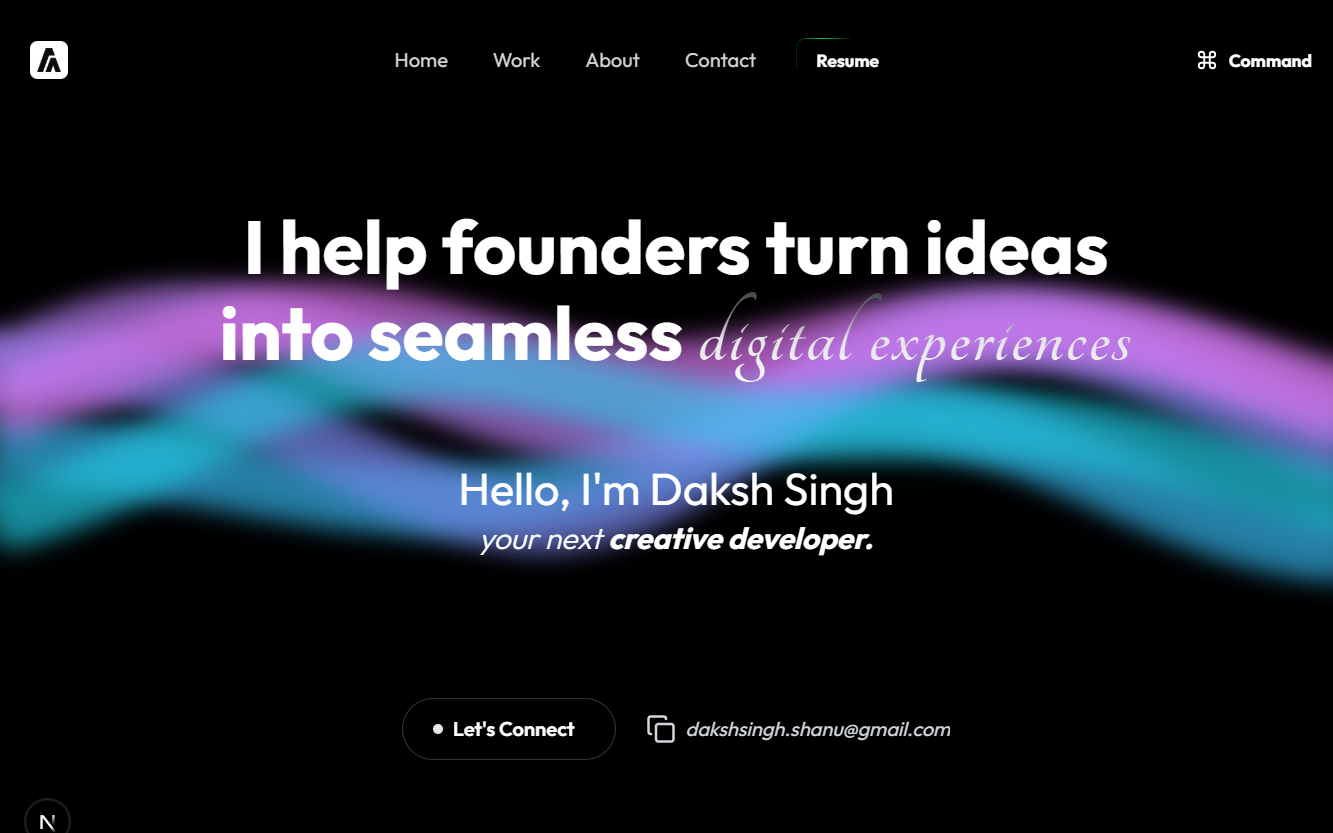 Home
Work
About
Contact
Resume
Command
I help founders turn ideas
into seamless digital experiences
Hello, I'm Daksh Singh
your next creative developer.
Let's Connect
dakshsingh.shanu@gmail.com
N